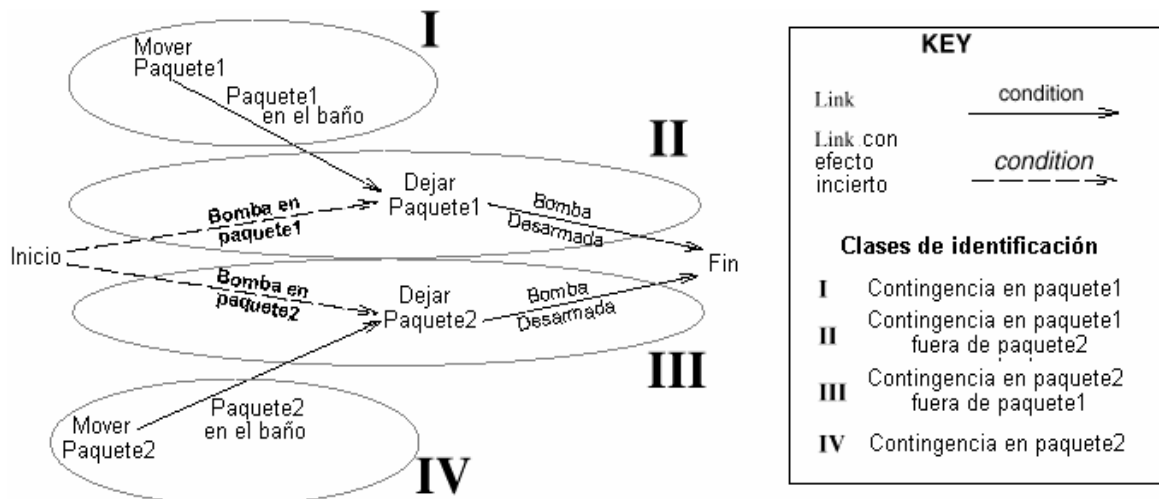 I
Mover
Paquete1
Paquete1
en el baño
II
Dejar
Paquete1
Bomba
Desarmada
Bomba en
paquete1
Inicio
Fin
Bomba en
paquete2
Dejar
Paquete2
Bomba
Desarmada
III
Paquete2
en el baño
Mover
Paquete2
IV
KEY
Link
condition
Link con
efecto
incierto
condition
Clases de identificación
I Contingencia en paquete1
II Contingencia en paquete1
fuera de paquete2
III Contingencia en paquete2
fuera de paquete1
IV Contingencia en paquete2